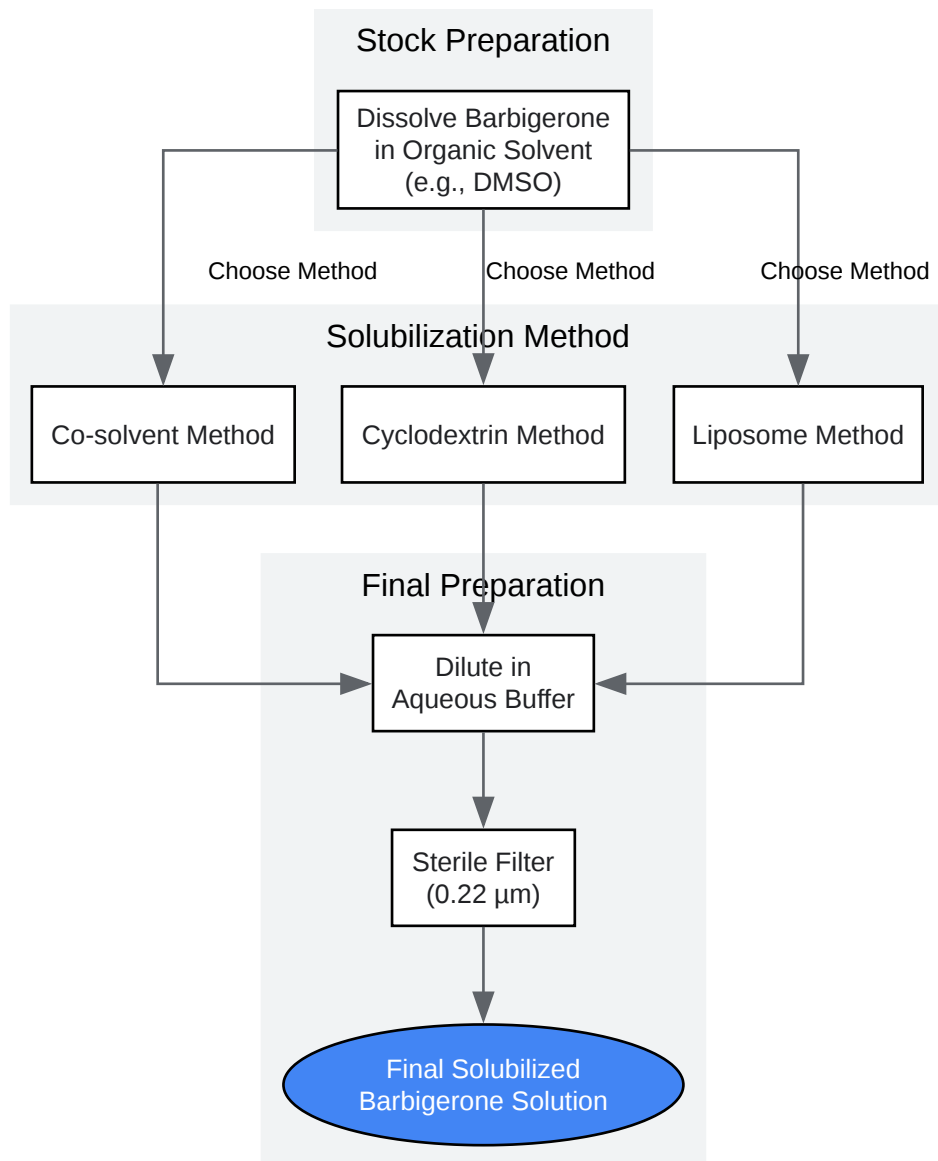 Stock Preparation
Dissolve Barbigerone
in Organic Solvent
(e.g., DMSO)
Choose Method
Choose Method
Choose Method
Solubilization Method
Co-solvent Method
Cyclodextrin Method
Liposome Method
Final Preparation
Dilute in
Aqueous Buffer
Sterile Filter
(0.22 µm)
Final Solubilized
Barbigerone Solution